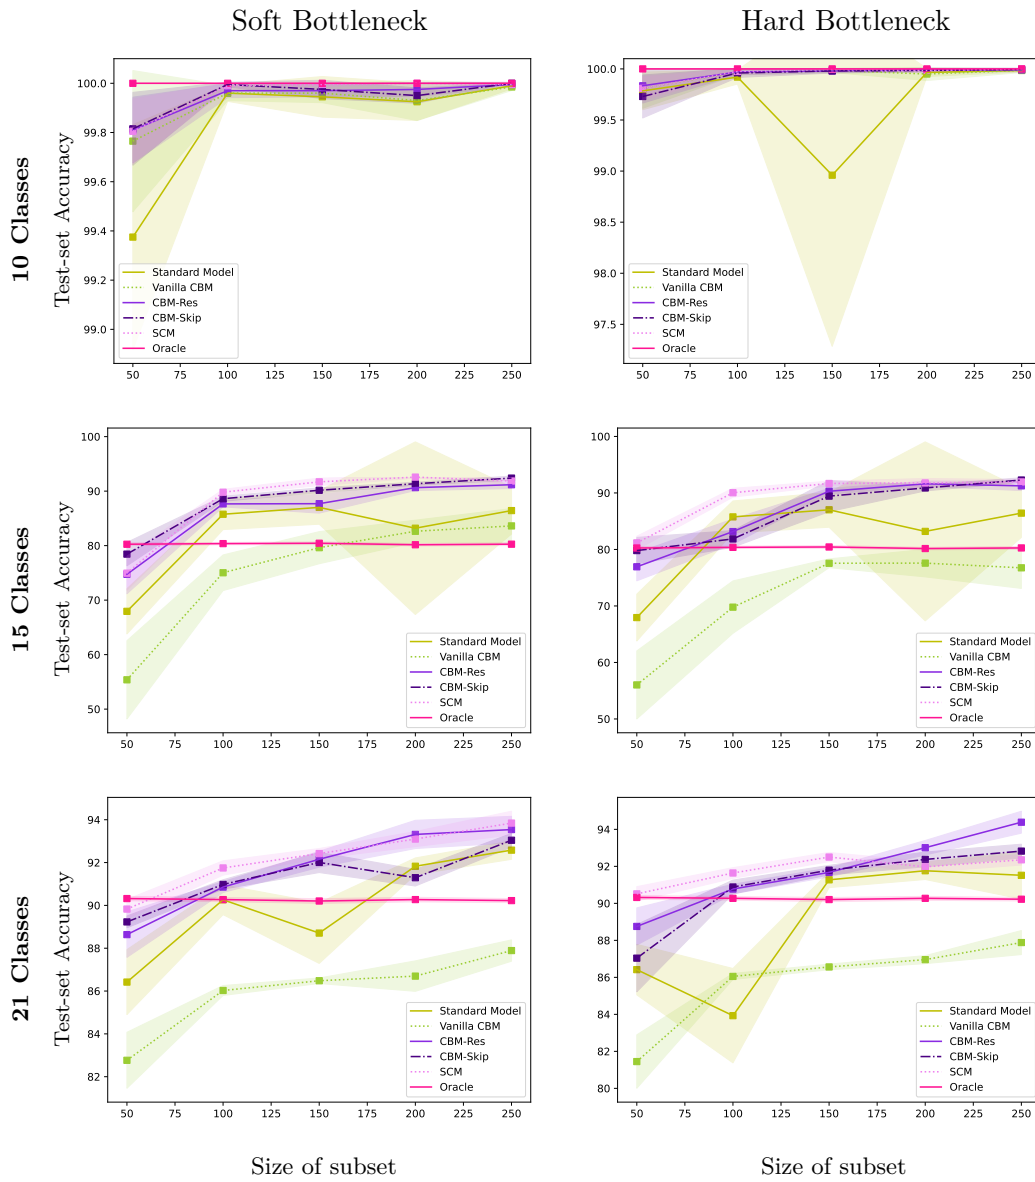 Soft Bottleneck
Hard Bottleneck
10 Classes
Test-set Accuracy
100.0
99.8
99.6
99.4
99.2
99.0
Standard Model
Vanilla CBM
CBM-Res
CBM-Skip
SCM
Oracle
50 75 100 125 150 175 200 225 250
100.0
99.5
99.0
98.5
98.0
97.5
Standard Model
Vanilla CBM
CBM-Res
CBM-Skip
SCM
Oracle
50 75 100 125 150 175 200 225 250
15 Classes
Test-set Accuracy
100
90
80
70
60
50
Standard Model
Vanilla CBM
CBM-Res
CBM-Skip
SCM
Oracle
50 75 100 125 150 175 200 225 250
100
90
80
70
60
50
Standard Model
Vanilla CBM
CBM-Res
CBM-Skip
SCM
Oracle
50 75 100 125 150 175 200 225 250
21 Classes
Test-set Accuracy
94
92
90
88
86
84
82
Standard Model
Vanilla CBM
CBM-Res
CBM-Skip
SCM
Oracle
50 75 100 125 150 175 200 225 250
94
92
90
88
86
84
82
80
Standard Model
Vanilla CBM
CBM-Res
CBM-Skip
SCM
Oracle
50 75 100 125 150 175 200 225 250
Size of subset
Size of subset